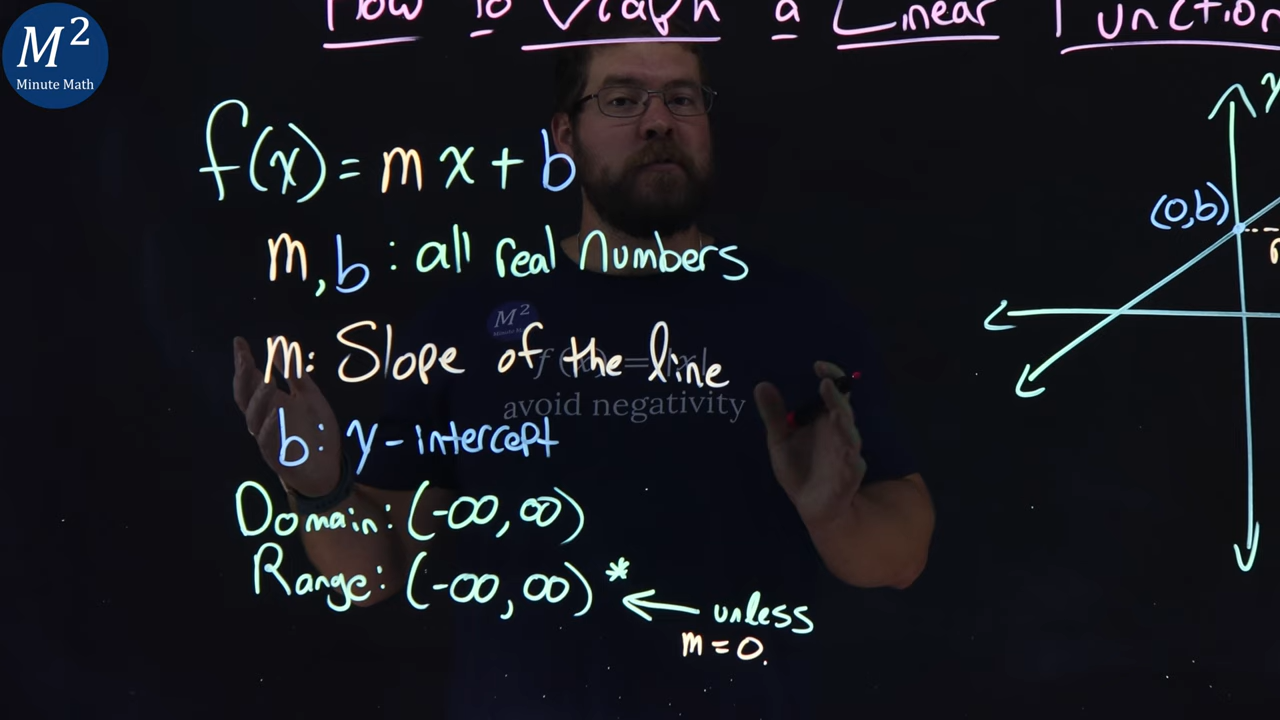 M²
Minute Math
How to Graph a Linear Function
f(x) = mx + b
m, b : all real numbers
m: Slope of the line
b: y-intercept
Domain: (-∞, ∞)
Range: (-∞, ∞) *
unless
m = 0.
M²
f(x) = |x|
avoid negativity
y
(0,b)